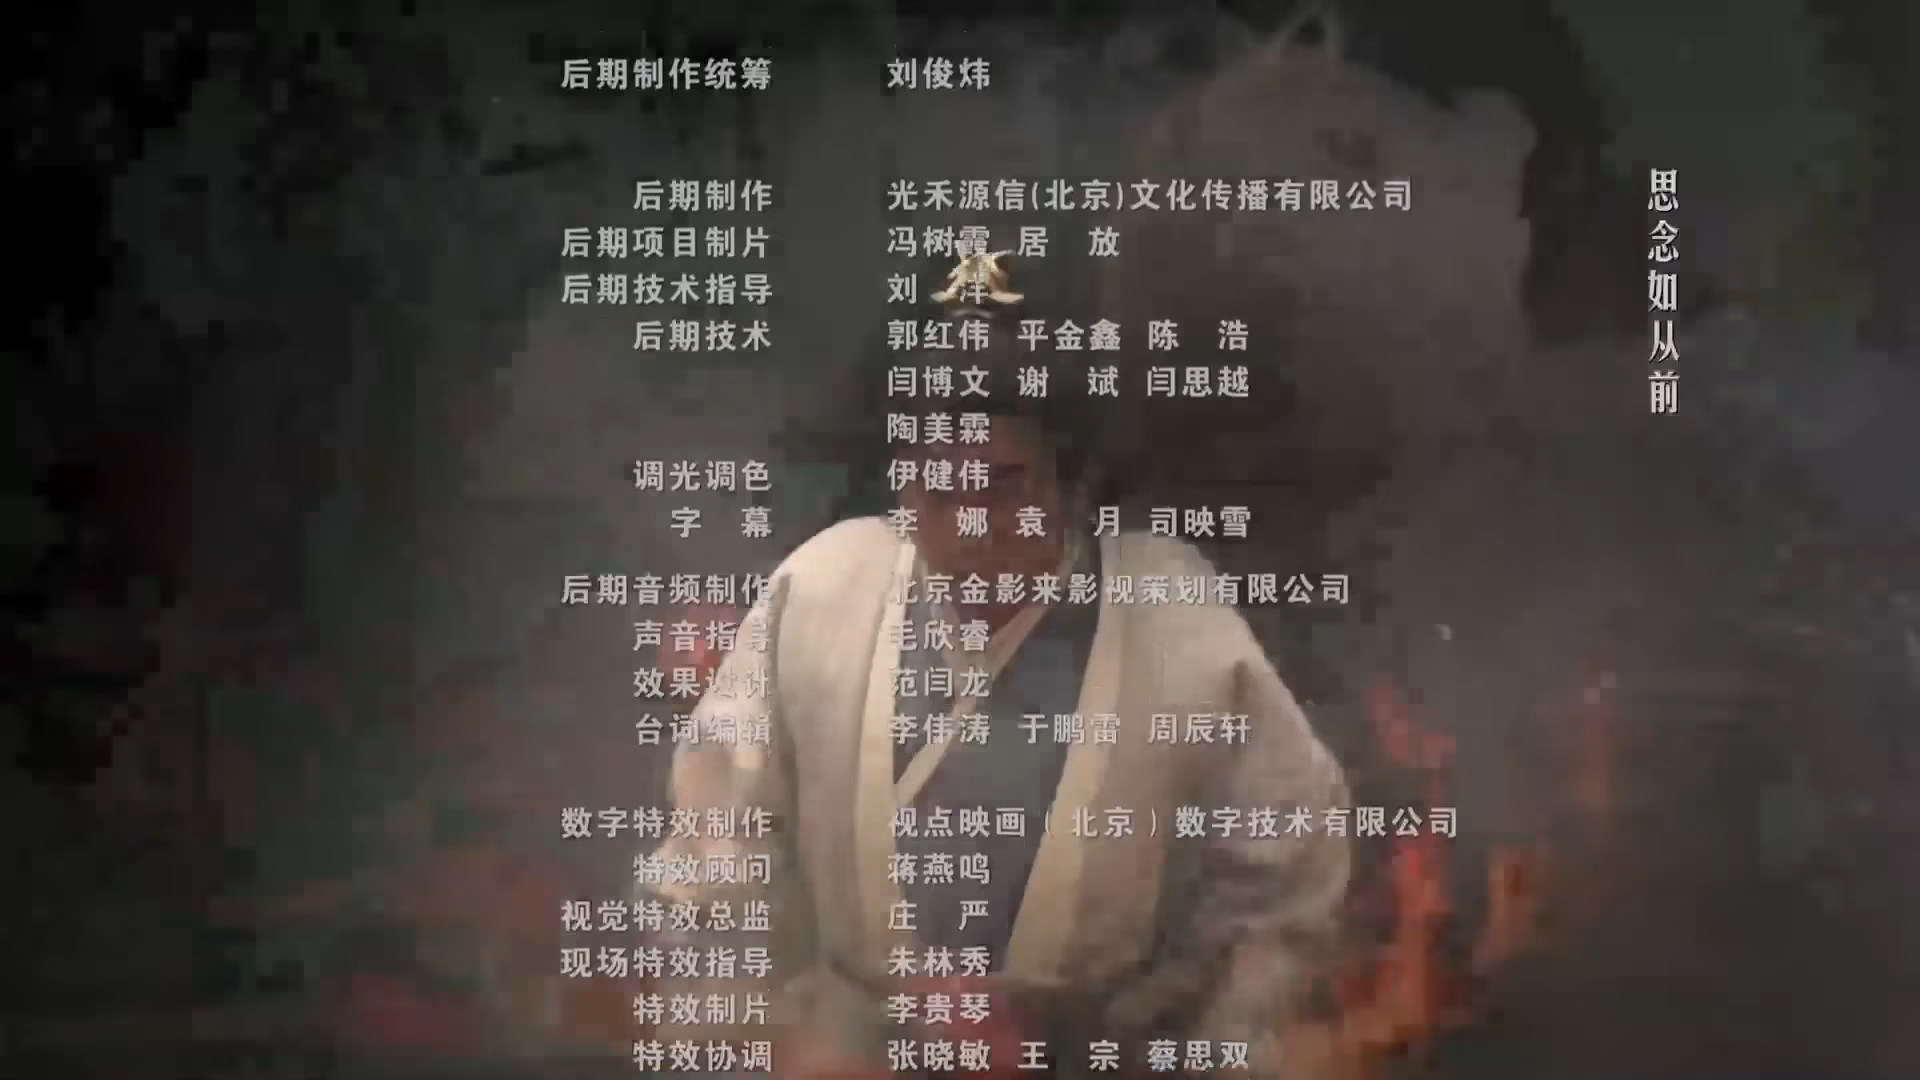 后期制作统筹 刘俊炜
后期制作 光禾源信(北京)文化传播有限公司
后期项目制片 冯树霞 居 放
后期技术指导 刘 洋
后期技术 郭红伟 平金鑫 陈 浩
闫博文 谢 斌 闫思越
陶美霖
调光调色 伊健伟
字 幕 李 娜 袁 月 司映雪
后期音频制作 北京金影来影视策划有限公司
声音指导 毛欣睿
效果设计 范闫龙
台词编辑 李伟涛 于鹏雷 周辰轩
数字特效制作 视点映画（北京）数字技术有限公司
特效顾问 蒋燕鸣
视觉特效总监 庄 严
现场特效指导 朱林秀
特效制片 李贵琴
特效协调 张晓敏 王 宗 蔡思双
思念如从前